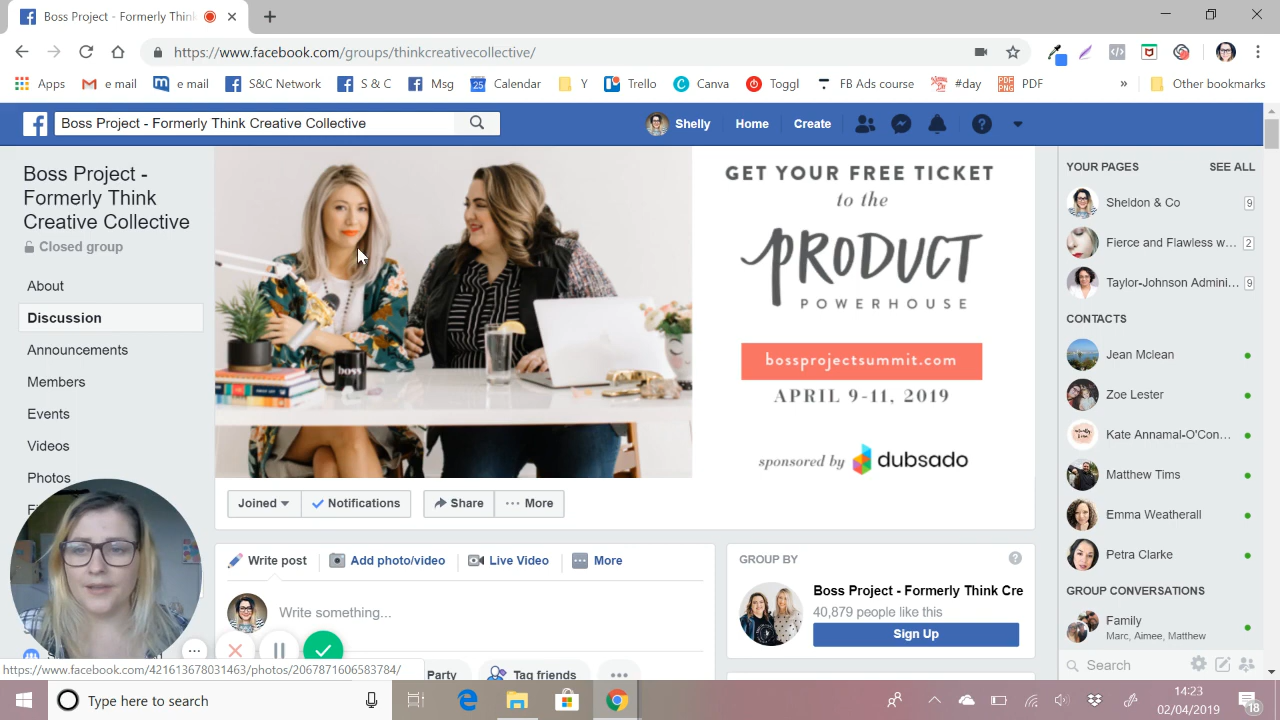 Boss Project - Formerly Think
https://www.facebook.com/groups/thinkcreativecollective/
Apps
e mail
e mail
S&C Network
S & C
Msg
Calendar
Y
Trello
Canva
Toggl
FB Ads course
#day
PDF
»
Other bookmarks
Boss Project - Formerly Think Creative Collective
Shelly
Home
Create
Boss Project -
Formerly Think
Creative Collective
Closed group
About
Discussion
Announcements
Members
Events
Videos
Photos
boss
GET YOUR FREE TICKET
to the
PRODUCT
POWERHOUSE
bossprojectsummit.com
APRIL 9-11, 2019
sponsored by dubsado
Joined
Notifications
Share
More
Write post
Add photo/video
Live Video
More
Write something...
Party
Tag friends
GROUP BY
Boss Project - Formerly Think Cre
40,879 people like this
Sign Up
YOUR PAGES
SEE ALL
Sheldon & Co
9
Fierce and Flawless w...
2
Taylor-Johnson Admini...
9
CONTACTS
Jean Mclean
Zoe Lester
Kate Annamal-O'Con...
Matthew Tims
Emma Weatherall
Petra Clarke
GROUP CONVERSATIONS
Family
Marc, Aimee, Matthew
Search
https://www.facebook.com/421613678031463/photos/2067871606583784/
Type here to search
14:23
02/04/2019
18